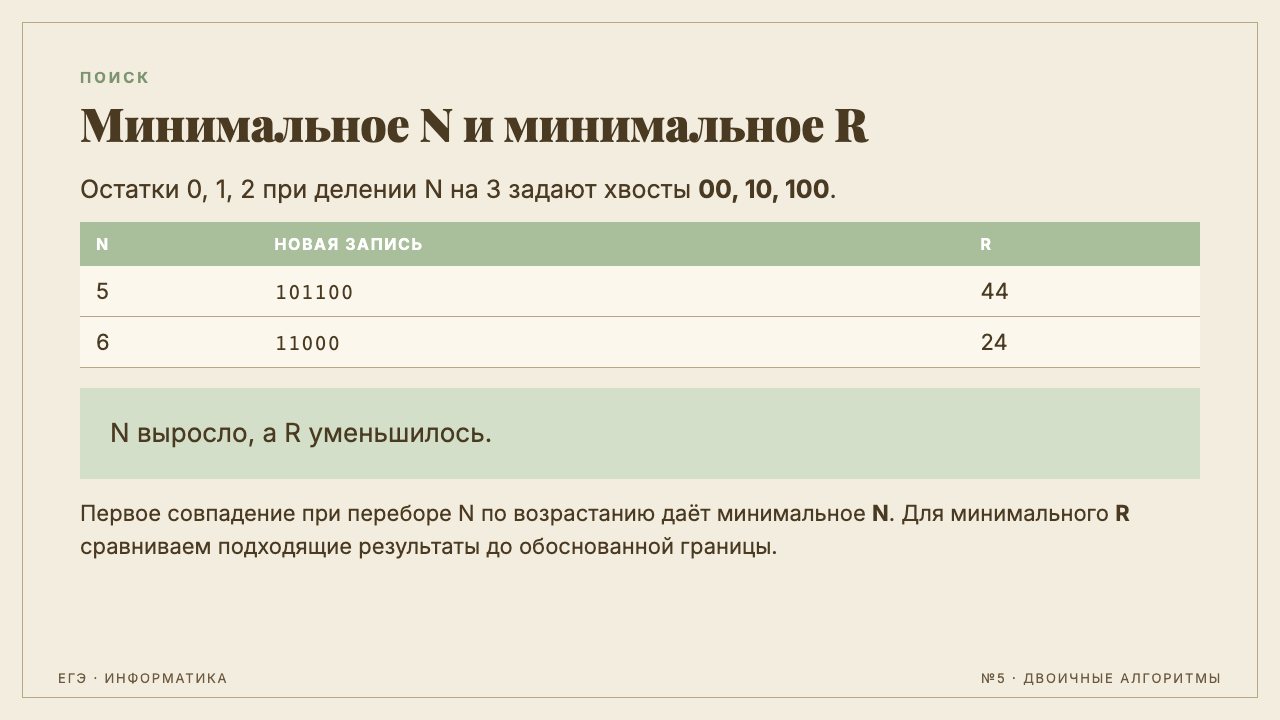 ПОИСК
Минимальное N и минимальное R
Остатки 0, 1, 2 при делении N на 3 задают хвосты 00, 10, 100.
N НОВАЯ ЗАПИСЬ R
5 101100 44
6 11000 24
N выросло, а R уменьшилось.
Первое совпадение при переборе N по возрастанию даёт минимальное N. Для минимального R
сравниваем подходящие результаты до обоснованной границы.
ЕГЭ · ИНФОРМАТИКА №5 · ДВОИЧНЫЕ АЛГОРИТМЫ